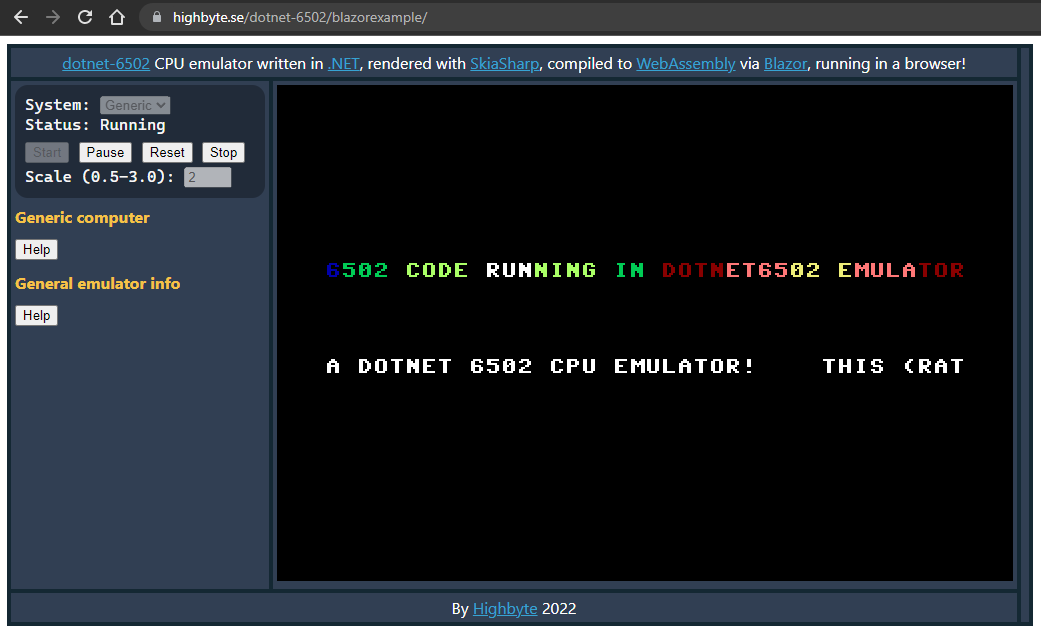 highbyte.se/dotnet-6502/blazorexample/
dotnet-6502 CPU emulator written in .NET, rendered with SkiaSharp, compiled to WebAssembly via Blazor, running in a browser!
System: Generic
Status: Running
Start Pause Reset Stop
Scale (0.5-3.0): 2
Generic computer
Help
General emulator info
Help
6502 CODE RUNNING IN DOTNET6502 EMULATOR
A DOTNET 6502 CPU EMULATOR! THIS (RAT
By Highbyte 2022